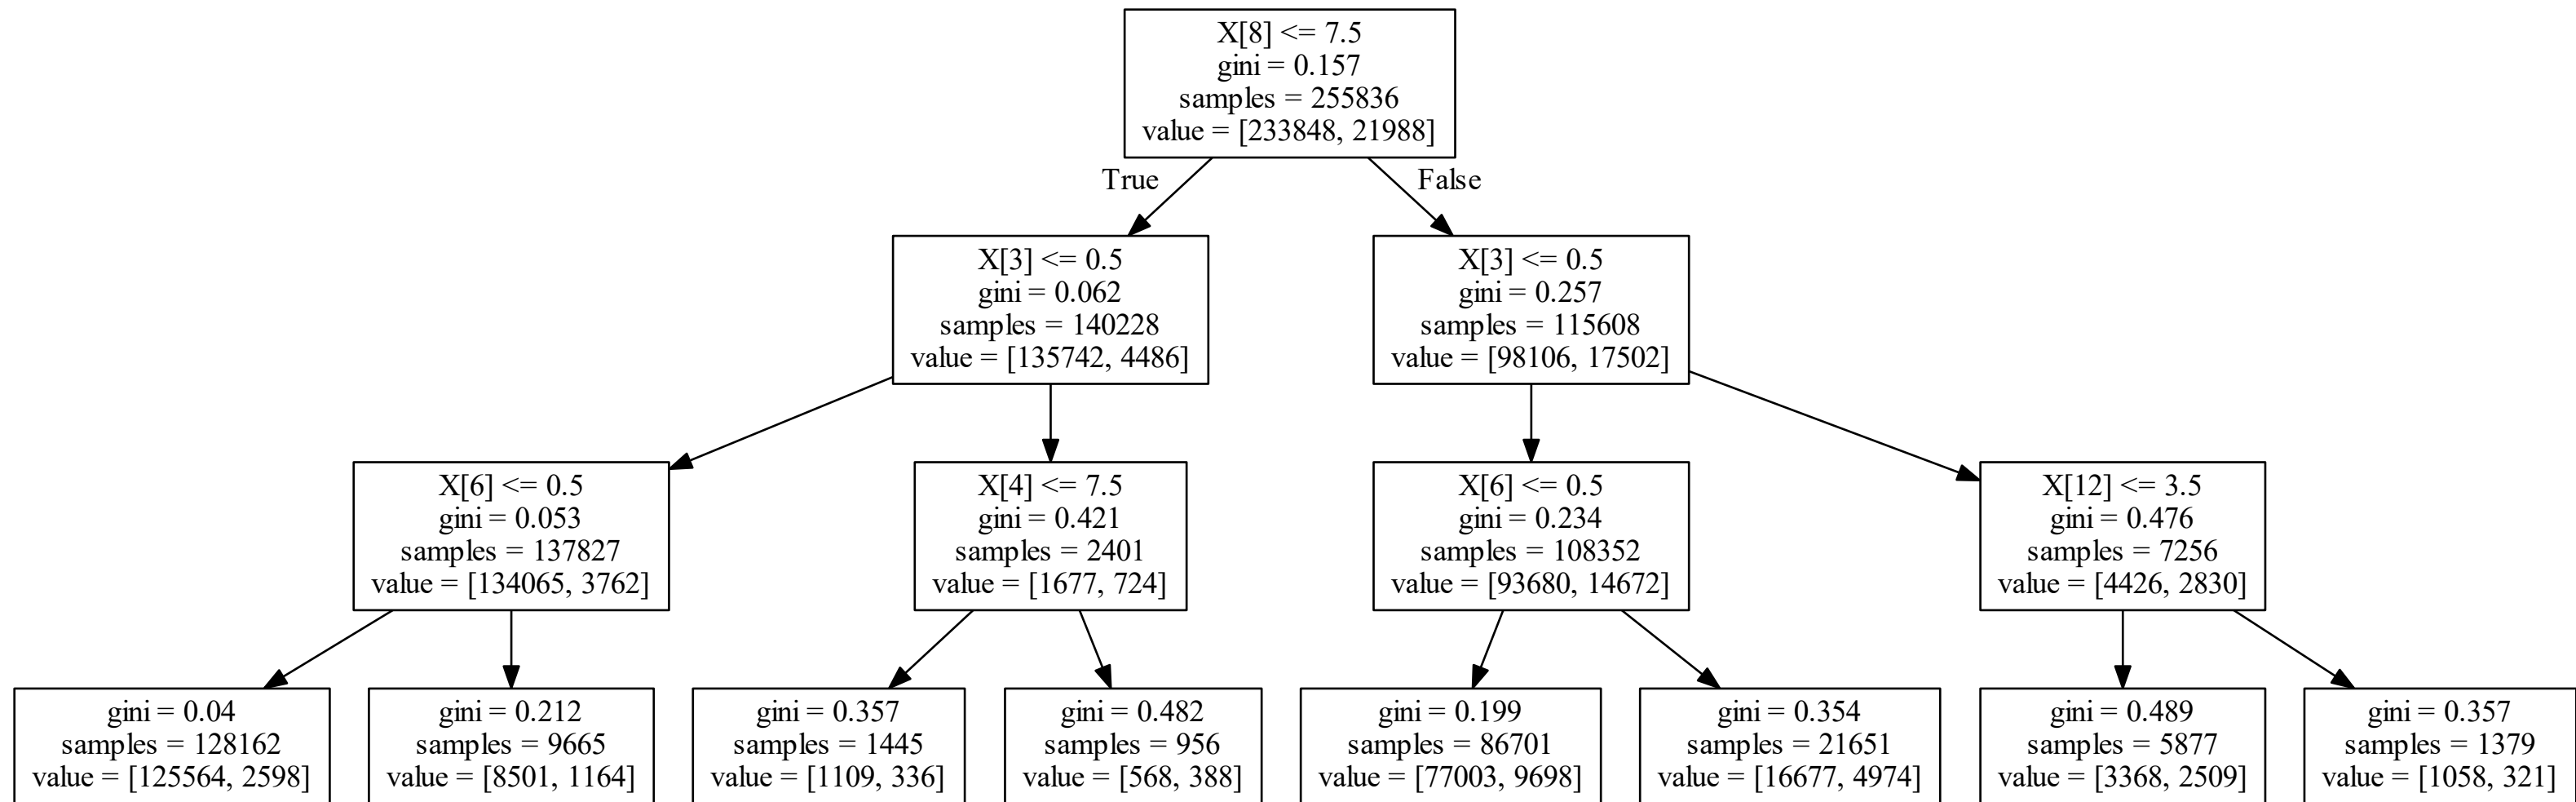 X[8] <= 7.5
gini = 0.157
samples = 255836
value = [233848, 21988]
True
False
X[3] <= 0.5
gini = 0.062
samples = 140228
value = [135742, 4486]
X[3] <= 0.5
gini = 0.257
samples = 115608
value = [98106, 17502]
X[6] <= 0.5
gini = 0.053
samples = 137827
value = [134065, 3762]
X[4] <= 7.5
gini = 0.421
samples = 2401
value = [1677, 724]
X[6] <= 0.5
gini = 0.234
samples = 108352
value = [93680, 14672]
X[12] <= 3.5
gini = 0.476
samples = 7256
value = [4426, 2830]
gini = 0.04
samples = 128162
value = [125564, 2598]
gini = 0.212
samples = 9665
value = [8501, 1164]
gini = 0.357
samples = 1445
value = [1109, 336]
gini = 0.482
samples = 956
value = [568, 388]
gini = 0.199
samples = 86701
value = [77003, 9698]
gini = 0.354
samples = 21651
value = [16677, 4974]
gini = 0.489
samples = 5877
value = [3368, 2509]
gini = 0.357
samples = 1379
value = [1058, 321]